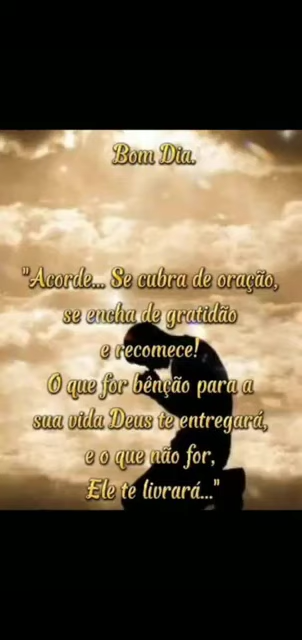 Bom Dia.
"Acorde... Se cubra de oração,
se encha de gratidão
e recomece!
O que for bênção para a
sua vida Deus te entregará,
e o que não for,
Ele te livrará..."